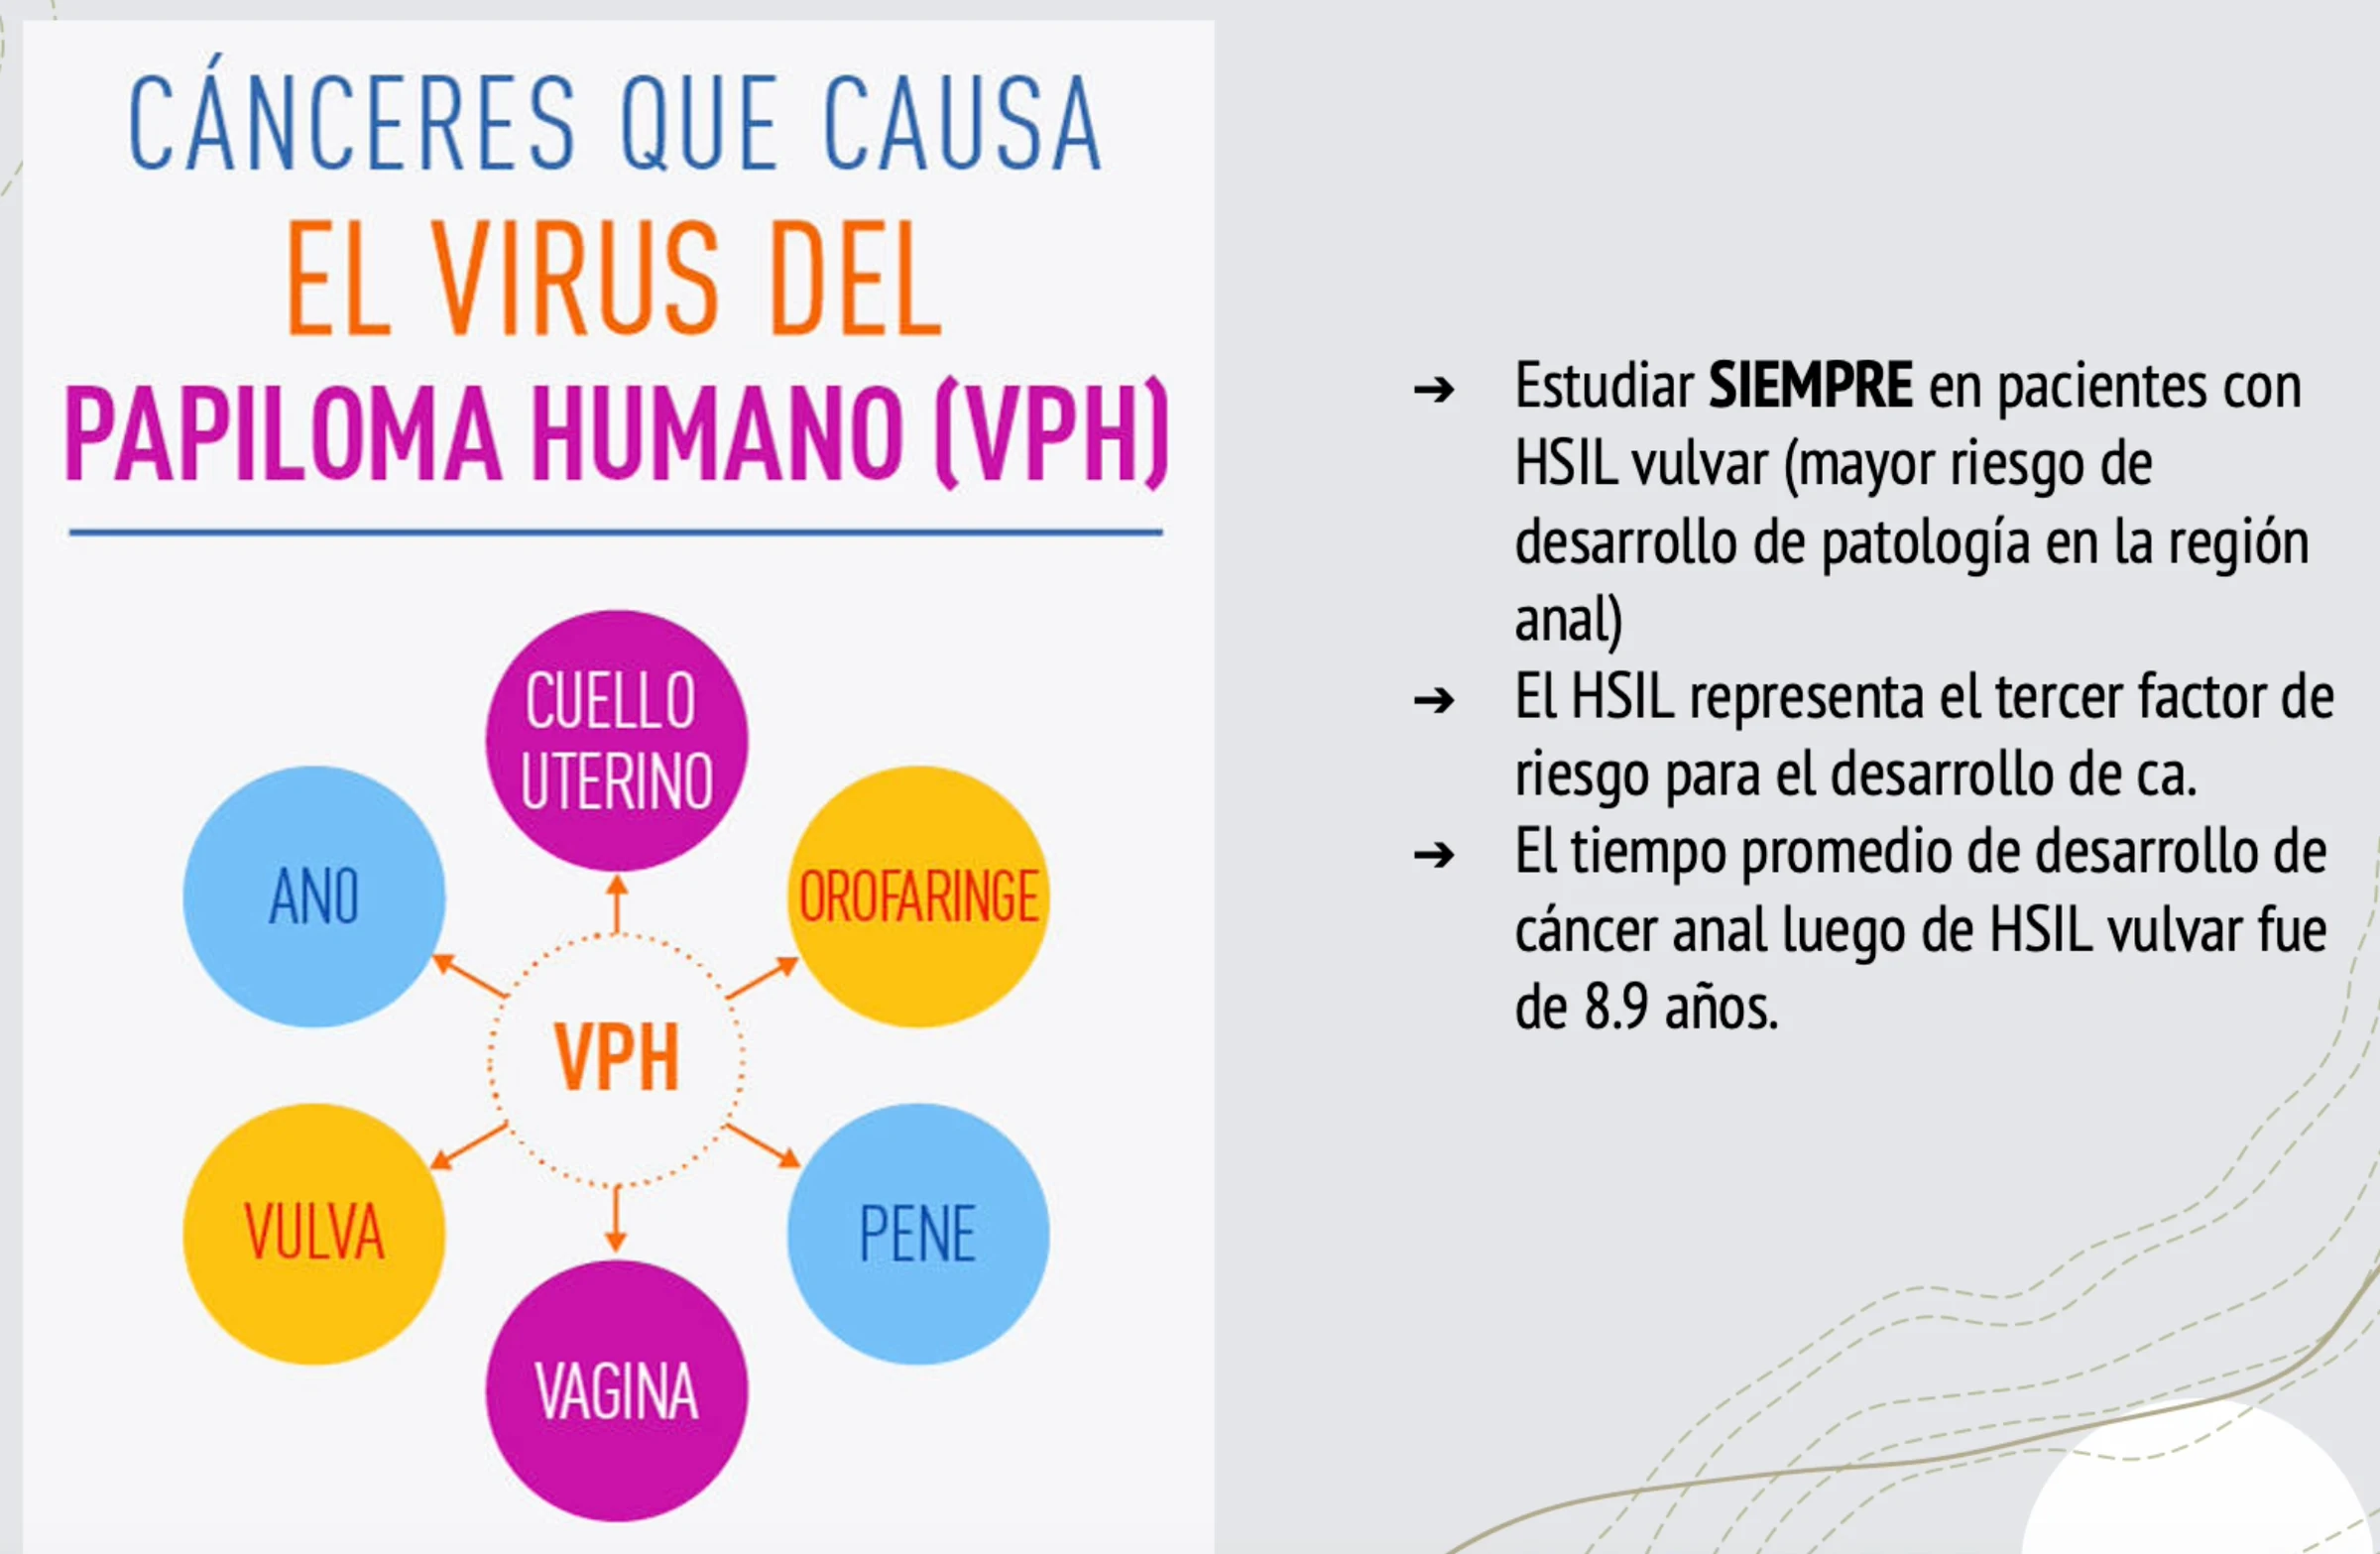 CÁNCERES QUE CAUSA
EL VIRUS DEL
PAPILOMA HUMANO (VPH)
CUELLO
UTERINO
ANO
OROFARINGE
VPH
VULVA
PENE
VAGINA
➔ Estudiar SIEMPRE en pacientes con
HSIL vulvar (mayor riesgo de
desarrollo de patología en la región
anal)
➔ El HSIL representa el tercer factor de
riesgo para el desarrollo de ca.
➔ El tiempo promedio de desarrollo de
cáncer anal luego de HSIL vulvar fue
de 8.9 años.